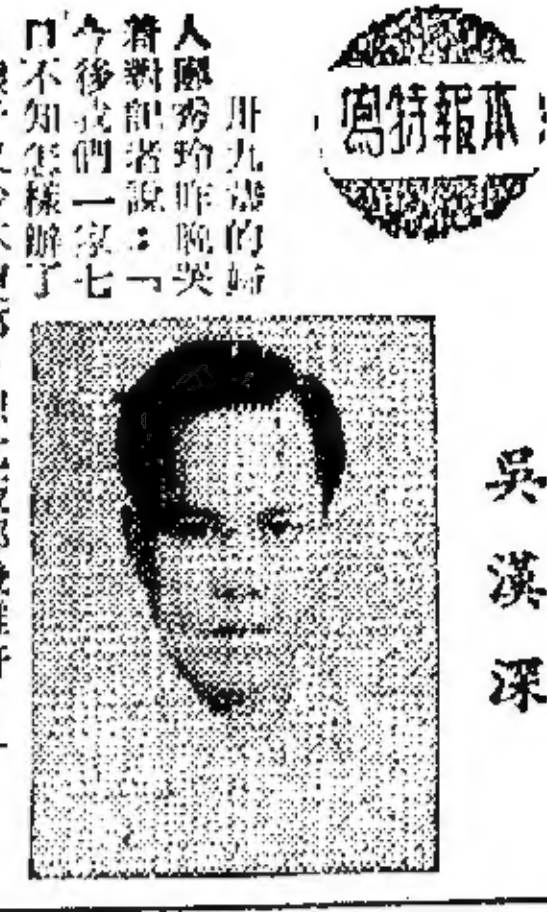 本報特寫
吳漢深
卅九歲的婦
人廖秀玲昨晚哭
着對記者說：「
今後我們一家七
口不知怎樣辦了